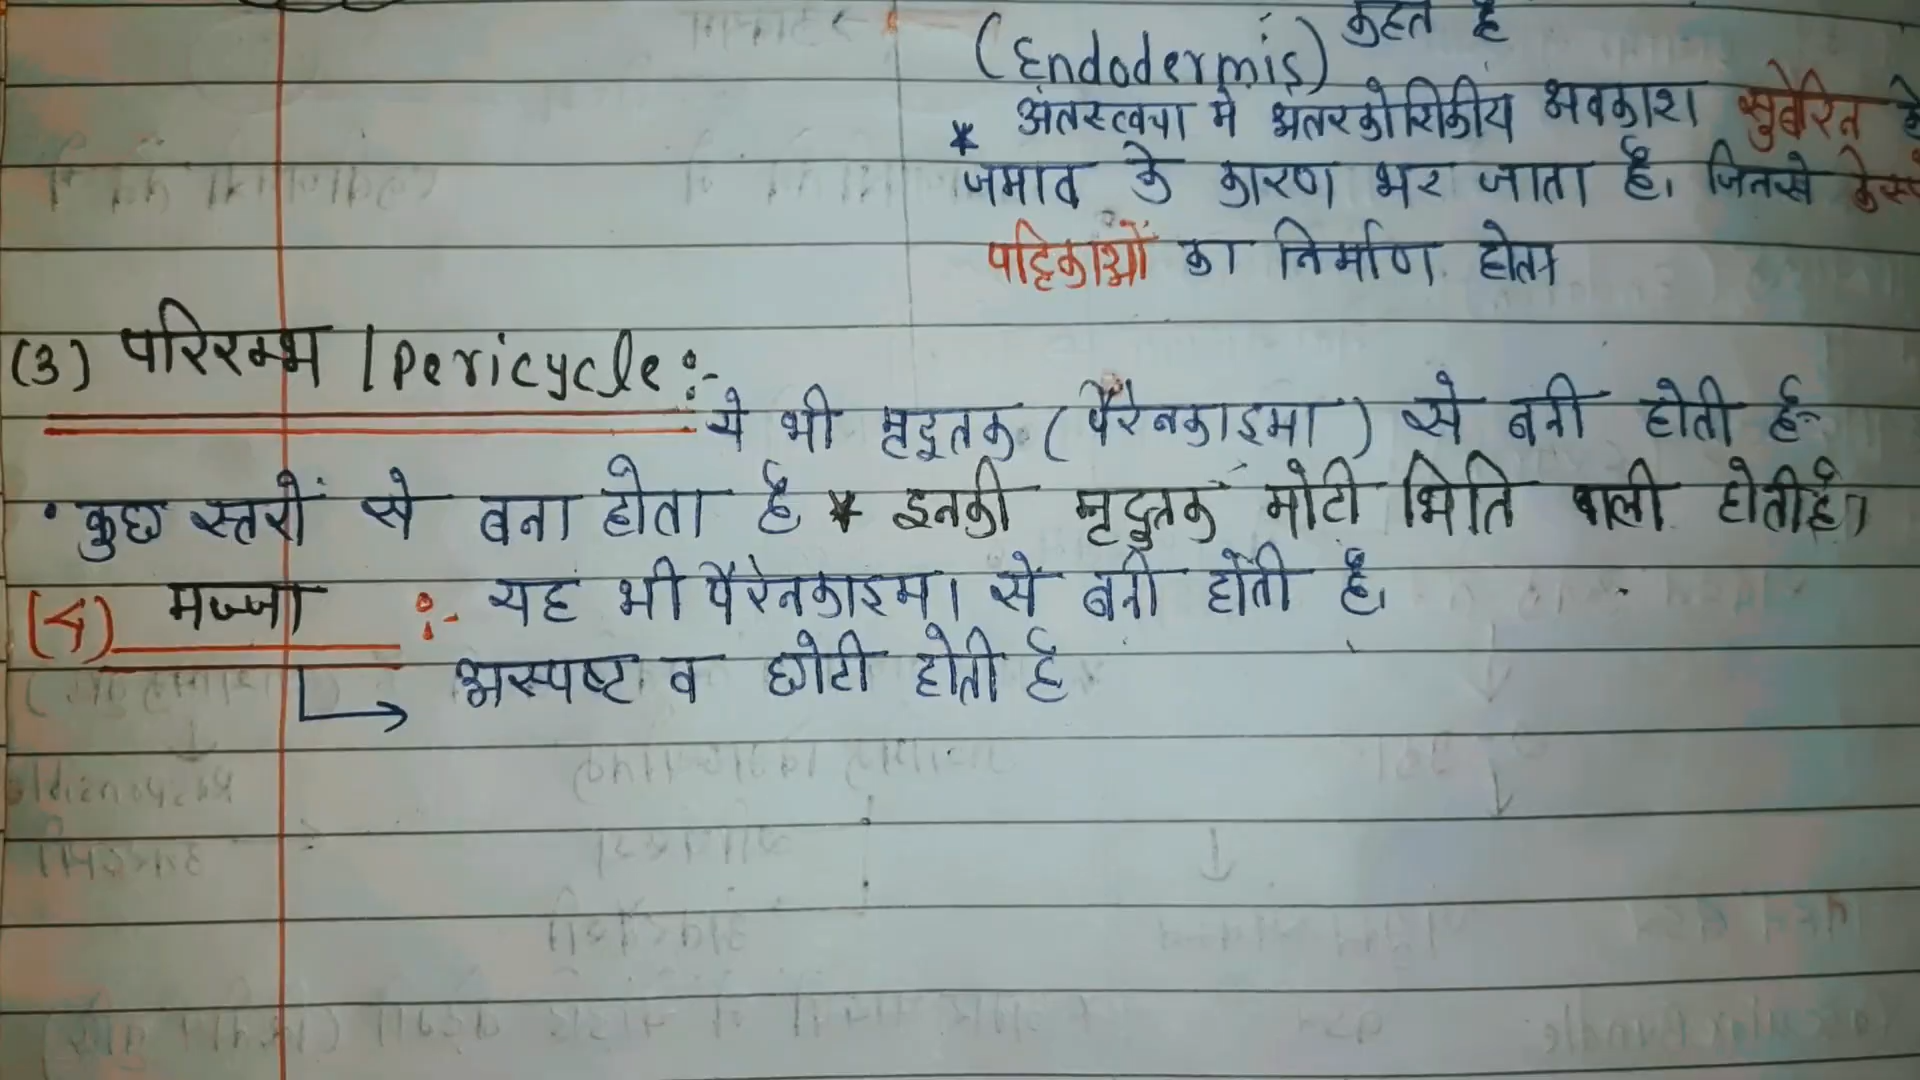 (Endodermis) कहते है
* अंतस्त्वचा मे अंतरकोशिकीय अवकाश सुबेरिन के
जमाव के कारण भर जाता है। जिनसे
पट्टिकाओं का निर्माण होता
(3) परिरम्भ / Pericycle :-
ये भी मृदुतक (पैरेनकाइमा) से बनी होती है
• कुछ स्तरों से बना होता है * इनकी मृदुतक मोटी भिति वाली होती है।
(4) मज्जा :- यह भी पैरेनकाइमा से बनी होती है।
अस्पष्ट व छोटी होती है